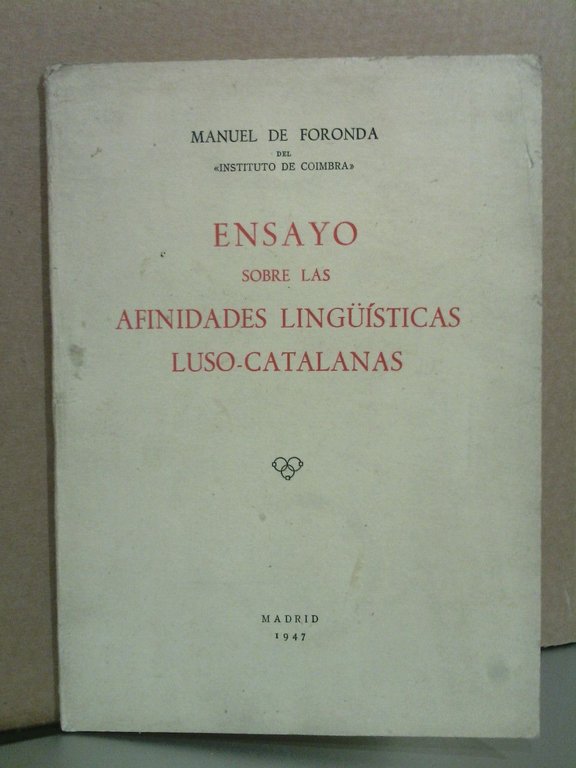 MANUEL DE FORONDA
DEL
«INSTITUTO DE COIMBRA»
ENSAYO
SOBRE LAS
AFINIDADES LINGÜÍSTICAS
LUSO-CATALANAS
MADRID
1947